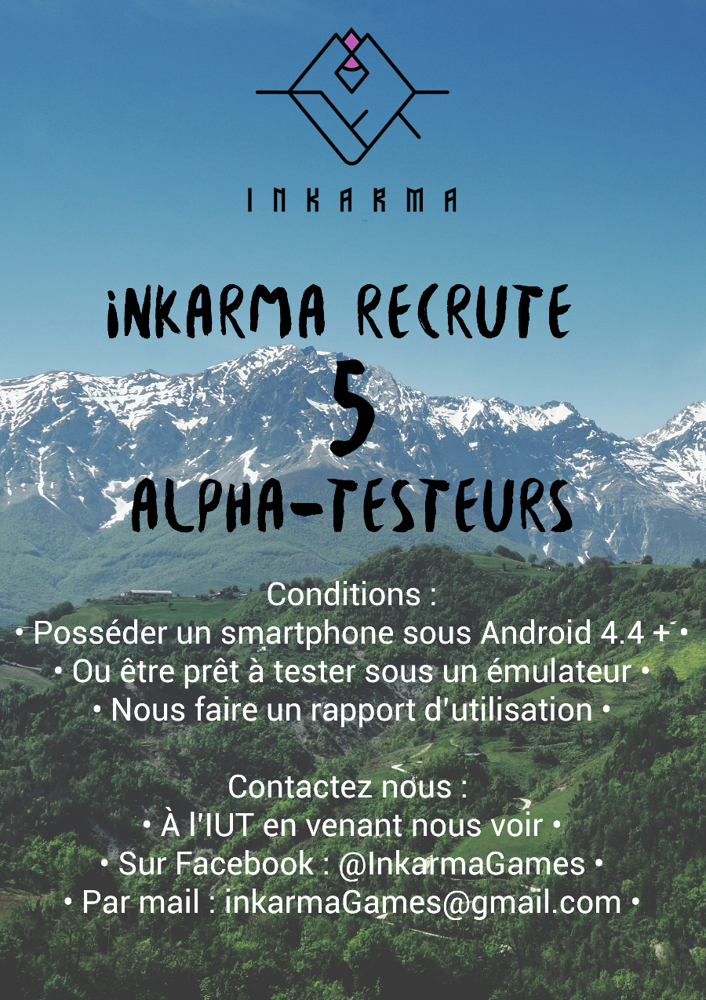 INKARMA
iNKARMA RECRUTE
5
ALPHA-TESTEURS
Conditions :
• Posséder un smartphone sous Android 4.4 + •
• Ou être prêt à tester sous un émulateur •
• Nous faire un rapport d'utilisation •
Contactez nous :
• À l'IUT en venant nous voir •
• Sur Facebook : @InkarmaGames •
• Par mail : inkarmaGames@gmail.com •